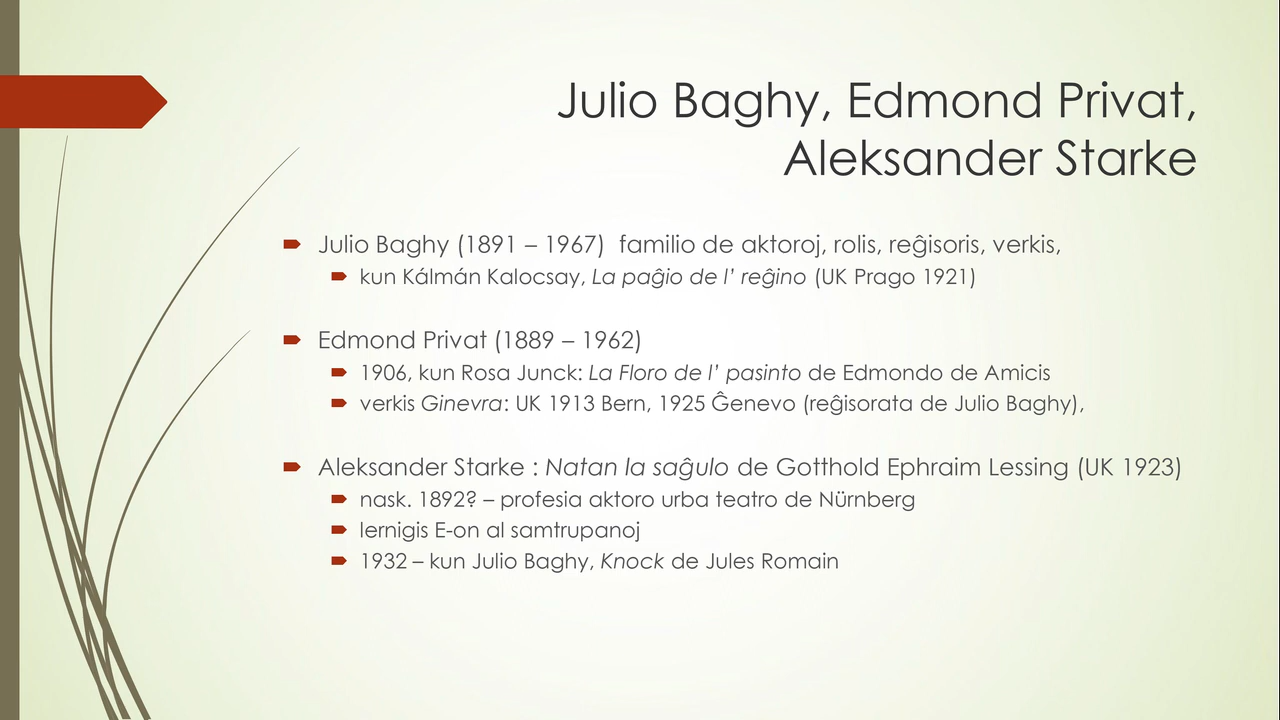 Julio Baghy, Edmond Privat,
Aleksander Starke
Julio Baghy (1891 – 1967)  familio de aktoroj, rolis, reĝisoris, verkis,
kun Kálmán Kalocsay, La paĝio de l’ reĝino (UK Prago 1921)
Edmond Privat (1889 – 1962)
1906, kun Rosa Junck: La Floro de l’ pasinto de Edmondo de Amicis
verkis Ginevra: UK 1913 Bern, 1925 Ĝenevo (reĝisorata de Julio Baghy),
Aleksander Starke : Natan la saĝulo de Gotthold Ephraim Lessing (UK 1923)
nask. 1892? – profesia aktoro urba teatro de Nürnberg
lernigis E-on al samtrupanoj
1932 – kun Julio Baghy, Knock de Jules Romain